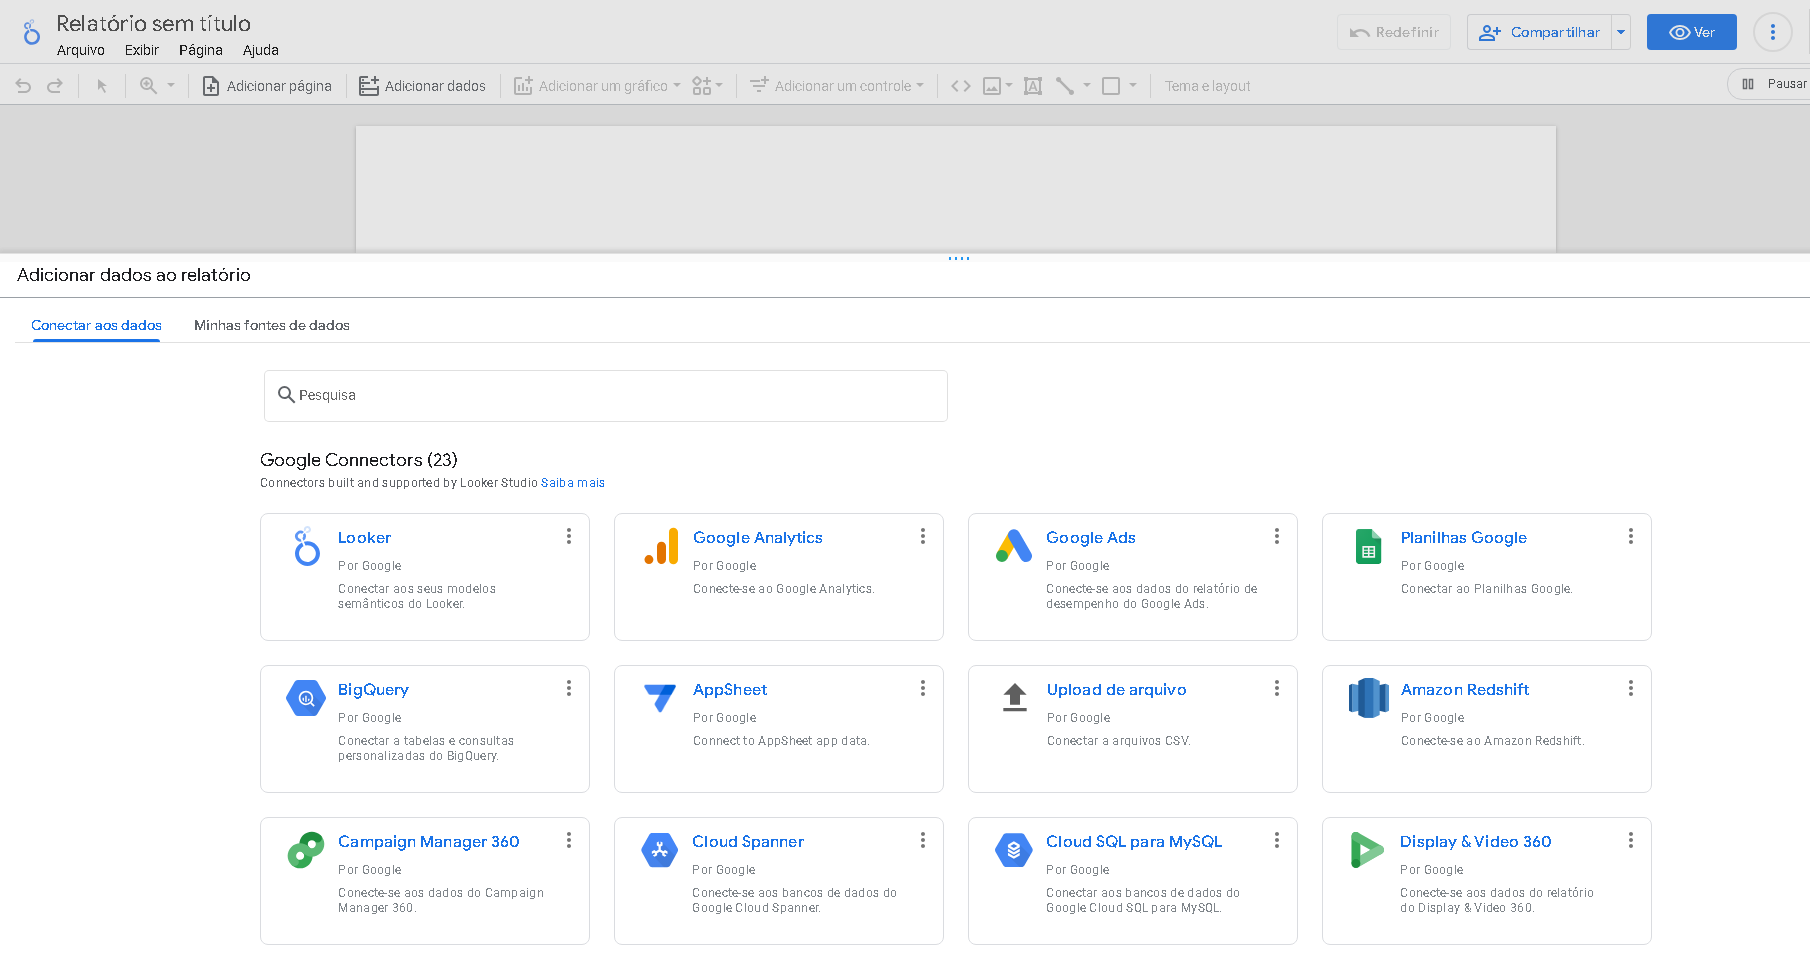 Relatório sem título
Arquivo Exibir Página Ajuda
Redefinir Compartilhar Ver
Adicionar página Adicionar dados Adicionar um gráfico Adicionar um controle Tema e layout Pausar
Adicionar dados ao relatório
Conectar aos dados Minhas fontes de dados
Pesquisa
Google Connectors (23)
Connectors built and supported by Looker Studio Saiba mais
Looker
Por Google
Conectar aos seus modelos
semânticos do Looker.
Google Analytics
Por Google
Conecte-se ao Google Analytics.
Google Ads
Por Google
Conecte-se aos dados do relatório de
desempenho do Google Ads.
Planilhas Google
Por Google
Conectar ao Planilhas Google.
BigQuery
Por Google
Conectar a tabelas e consultas
personalizadas do BigQuery.
AppSheet
Por Google
Connect to AppSheet app data.
Upload de arquivo
Por Google
Conectar a arquivos CSV.
Amazon Redshift
Por Google
Conecte-se ao Amazon Redshift.
Campaign Manager 360
Por Google
Conecte-se aos dados do Campaign
Manager 360.
Cloud Spanner
Por Google
Conecte-se aos bancos de dados do
Google Cloud Spanner.
Cloud SQL para MySQL
Por Google
Conectar aos bancos de dados do
Google Cloud SQL para MySQL.
Display & Video 360
Por Google
Conecte-se aos dados do relatório
do Display & Video 360.